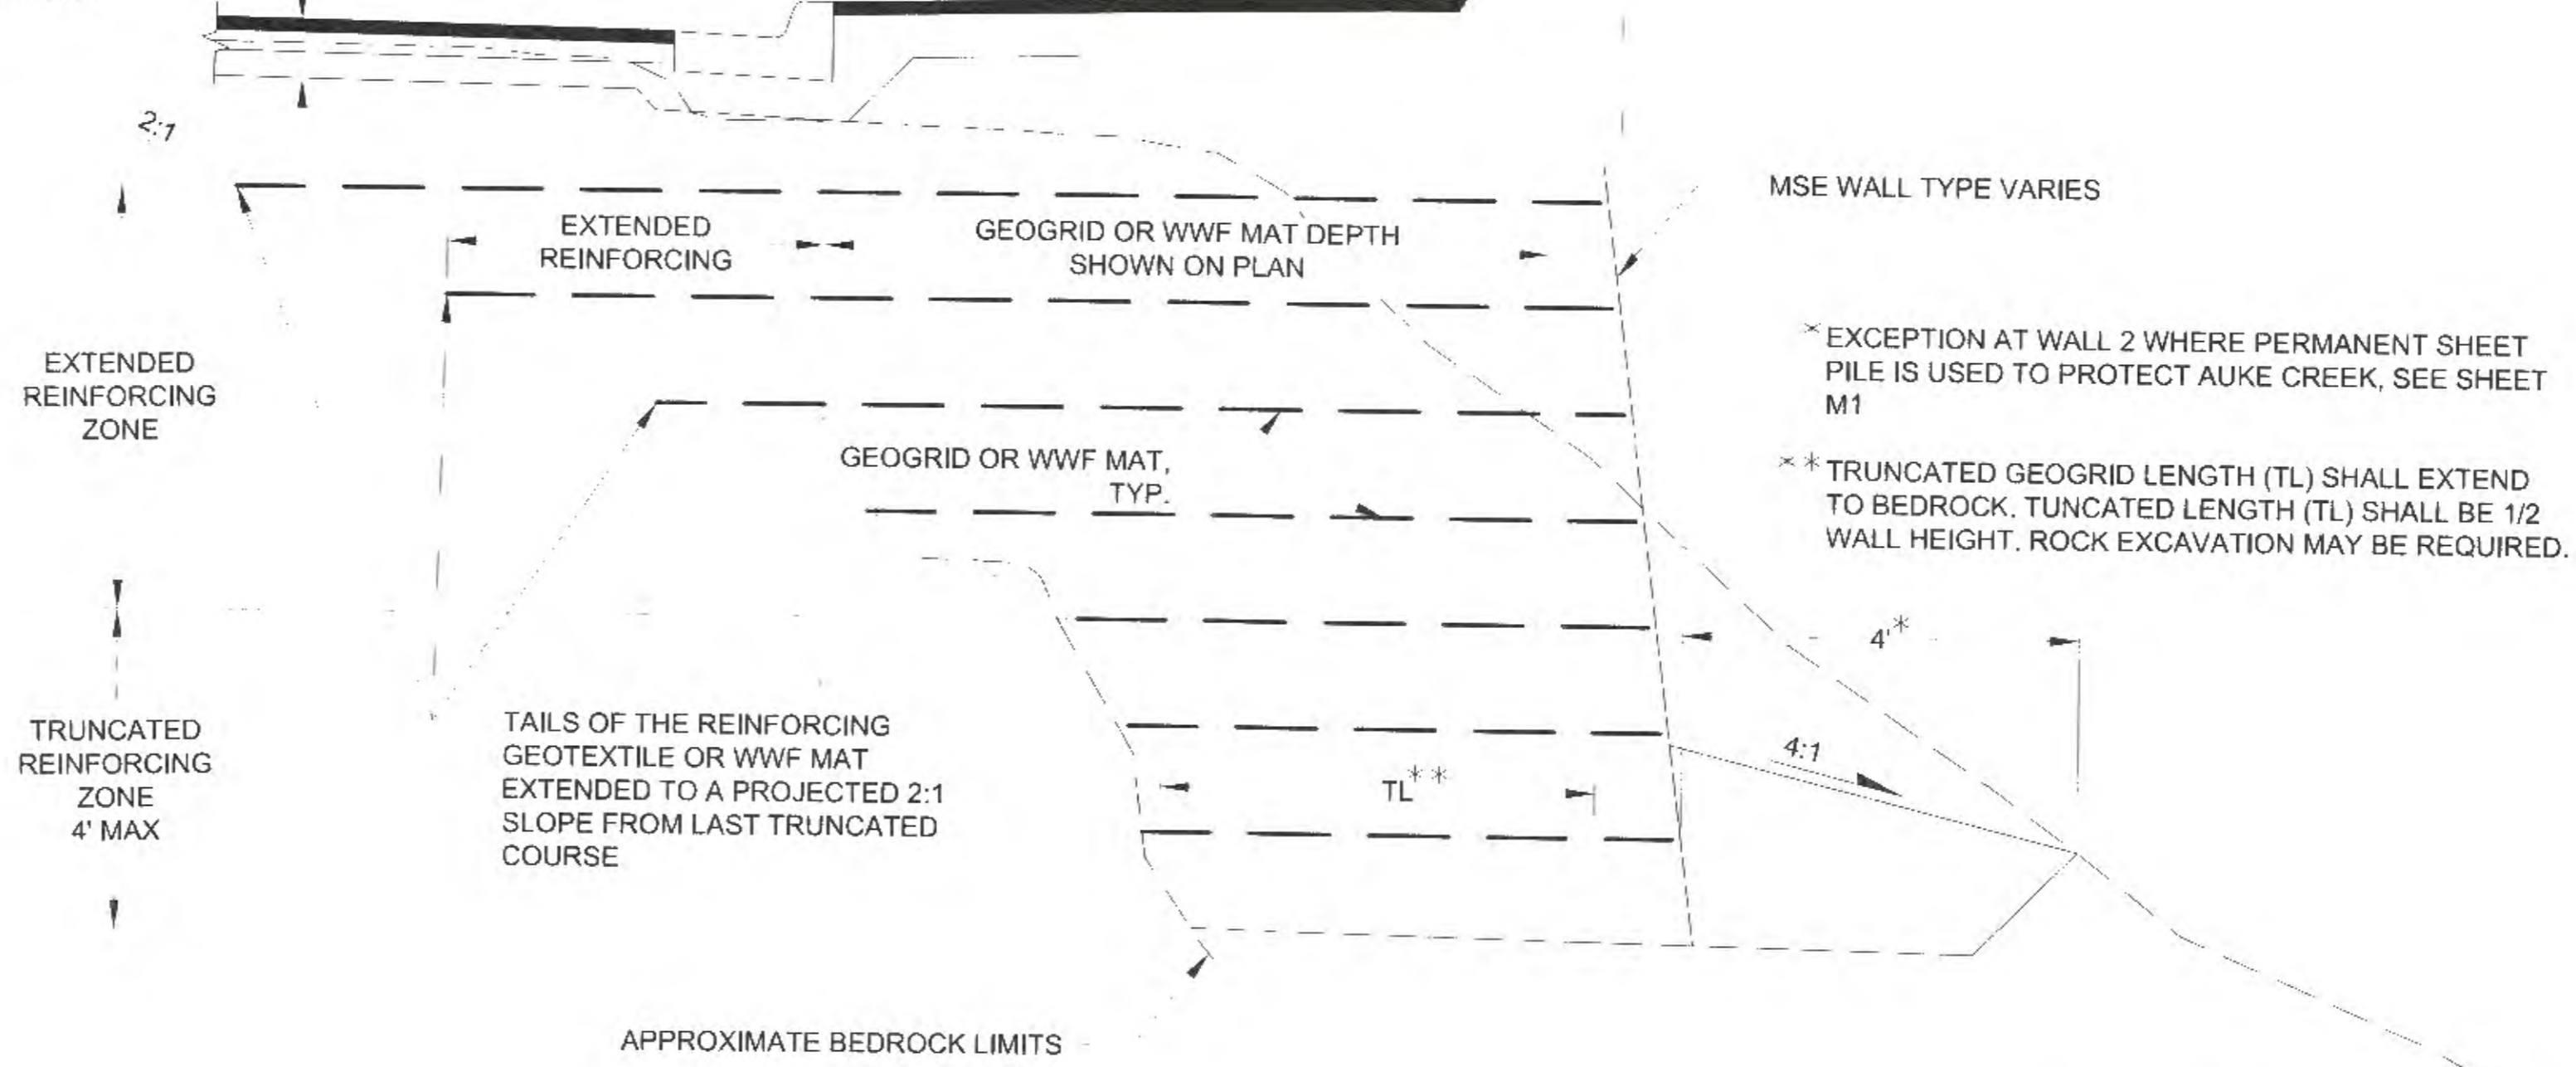 2:1
MSE WALL TYPE VARIES
EXTENDED
REINFORCING
GEOGRID OR WWF MAT DEPTH
SHOWN ON PLAN
EXTENDED
REINFORCING
ZONE
* EXCEPTION AT WALL 2 WHERE PERMANENT SHEET
PILE IS USED TO PROTECT AUKE CREEK, SEE SHEET
M1
GEOGRID OR WWF MAT,
TYP.
** TRUNCATED GEOGRID LENGTH (TL) SHALL EXTEND
TO BEDROCK. TUNCATED LENGTH (TL) SHALL BE 1/2
WALL HEIGHT. ROCK EXCAVATION MAY BE REQUIRED.
4'*
TRUNCATED
REINFORCING
ZONE
4' MAX
TAILS OF THE REINFORCING
GEOTEXTILE OR WWF MAT
EXTENDED TO A PROJECTED 2:1
SLOPE FROM LAST TRUNCATED
COURSE
TL**
4:1
APPROXIMATE BEDROCK LIMITS